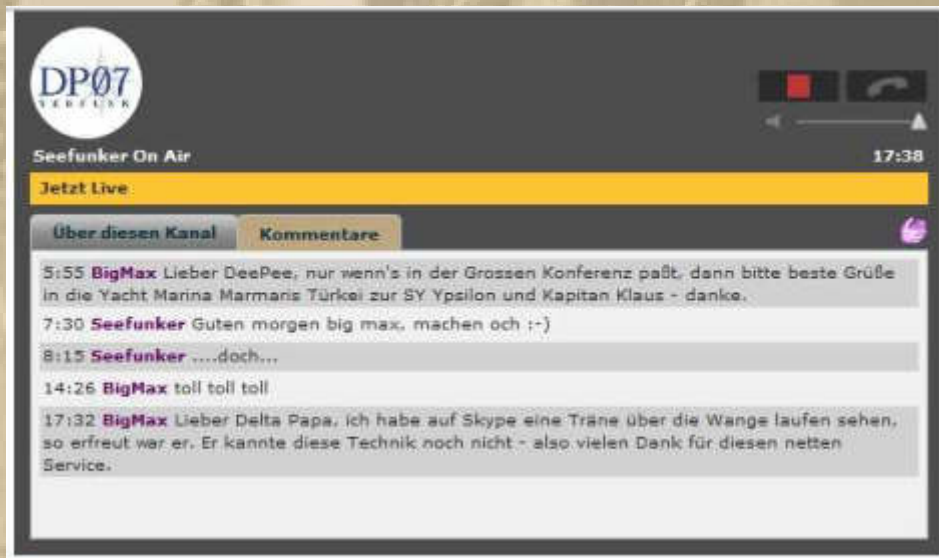 DP07
SEEFUNK
Seefunker On Air
17:38
Jetzt Live
Über diesen Kanal
Kommentare
5:55 BigMax Lieber DeePee, nur wenn's in der Grossen Konferenz paßt, dann bitte beste Grüße
in die Yacht Marina Marmaris Türkei zur SY Ypsilon und Kapitan Klaus - danke.
7:30 Seefunker Guten morgen big max, machen och :-)
8:15 Seefunker ....doch...
14:26 BigMax toll toll toll
17:32 BigMax Lieber Delta Papa, ich habe auf Skype eine Träne über die Wange laufen sehen,
so erfreut war er. Er kannte diese Technik noch nicht - also vielen Dank für diesen netten
Service.